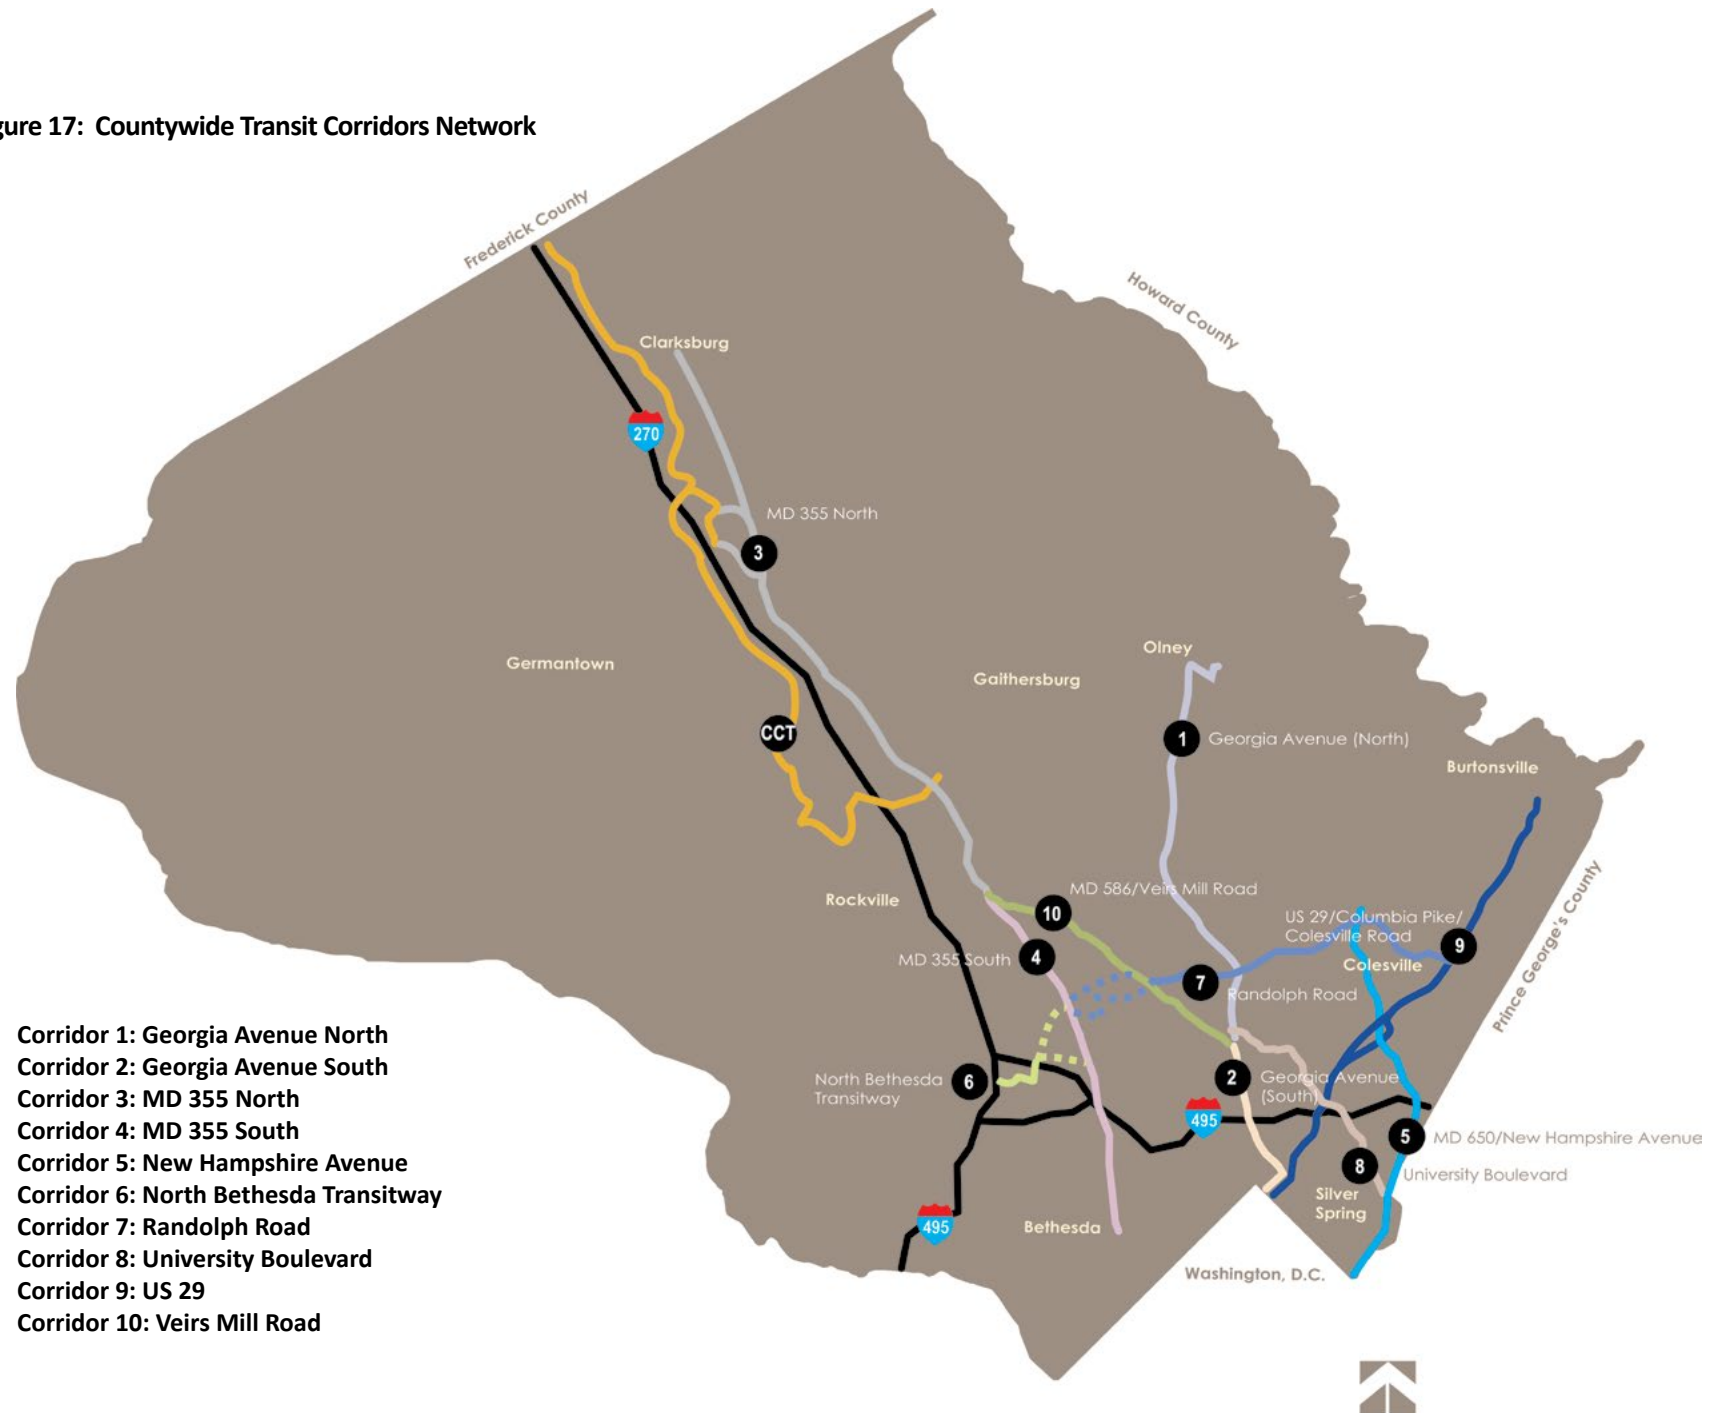 gure 17: Countywide Transit Corridors Network
Frederick County
Howard County
Clarksburg
270
MD 355 North
3
Germantown
Gaithersburg
Olney
CCT
1
Georgia Avenue (North)
Burtonsville
MD 586/Veirs Mill Road
10
Rockville
US 29/Columbia Pike/
Colesville Road
9
MD 355 South
4
Colesville
Prince George's County
7
Randolph Road
North Bethesda
Transitway
6
2
Georgia Avenue
(South)
495
5
MD 650/New Hampshire Avenue
8
University Boulevard
Silver
Spring
495
Bethesda
Washington, D.C.
Corridor 1: Georgia Avenue North
Corridor 2: Georgia Avenue South
Corridor 3: MD 355 North
Corridor 4: MD 355 South
Corridor 5: New Hampshire Avenue
Corridor 6: North Bethesda Transitway
Corridor 7: Randolph Road
Corridor 8: University Boulevard
Corridor 9: US 29
Corridor 10: Veirs Mill Road